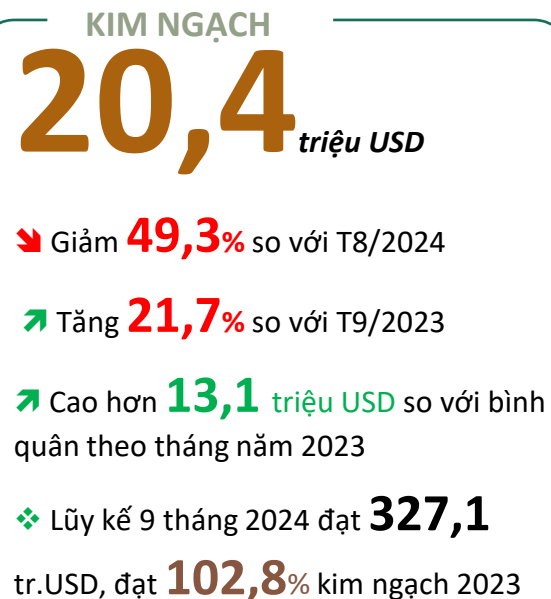 KIM NGẠCH
20,4 triệu USD
Giảm 49,3% so với T8/2024
Tăng 21,7% so với T9/2023
Cao hơn 13,1 triệu USD so với bình
quân theo tháng năm 2023
Lũy kế 9 tháng 2024 đạt 327,1
tr.USD, đạt 102,8% kim ngạch 2023